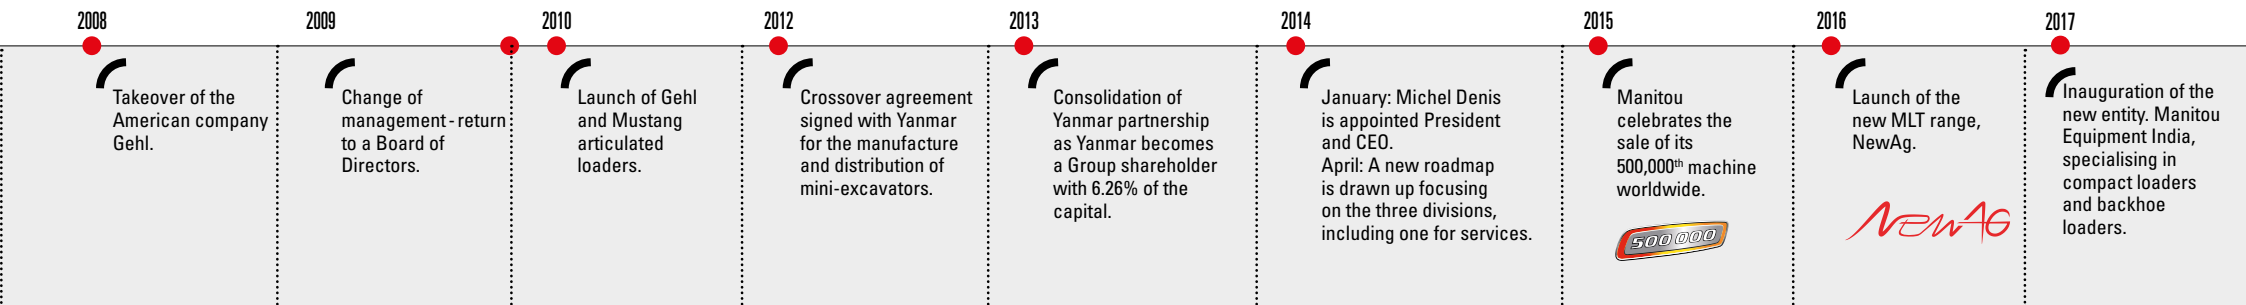 2008
Takeover of the
American company
Gehl.
2009
Change of
management - return
to a Board of
Directors.
2010
Launch of Gehl
and Mustang
articulated
loaders.
2012
Crossover agreement
signed with Yanmar
for the manufacture
and distribution of
mini-excavators.
2013
Consolidation of
Yanmar partnership
as Yanmar becomes
a Group shareholder
with 6.26% of the
capital.
2014
January: Michel Denis
is appointed President
and CEO.
April: A new roadmap
is drawn up focusing
on the three divisions,
including one for services.
2015
Manitou
celebrates the
sale of its
500,000th machine
worldwide.
500 000
2016
Launch of the
new MLT range,
NewAg.
NewAG
2017
Inauguration of the
new entity. Manitou
Equipment India,
specialising in
compact loaders
and backhoe
loaders.